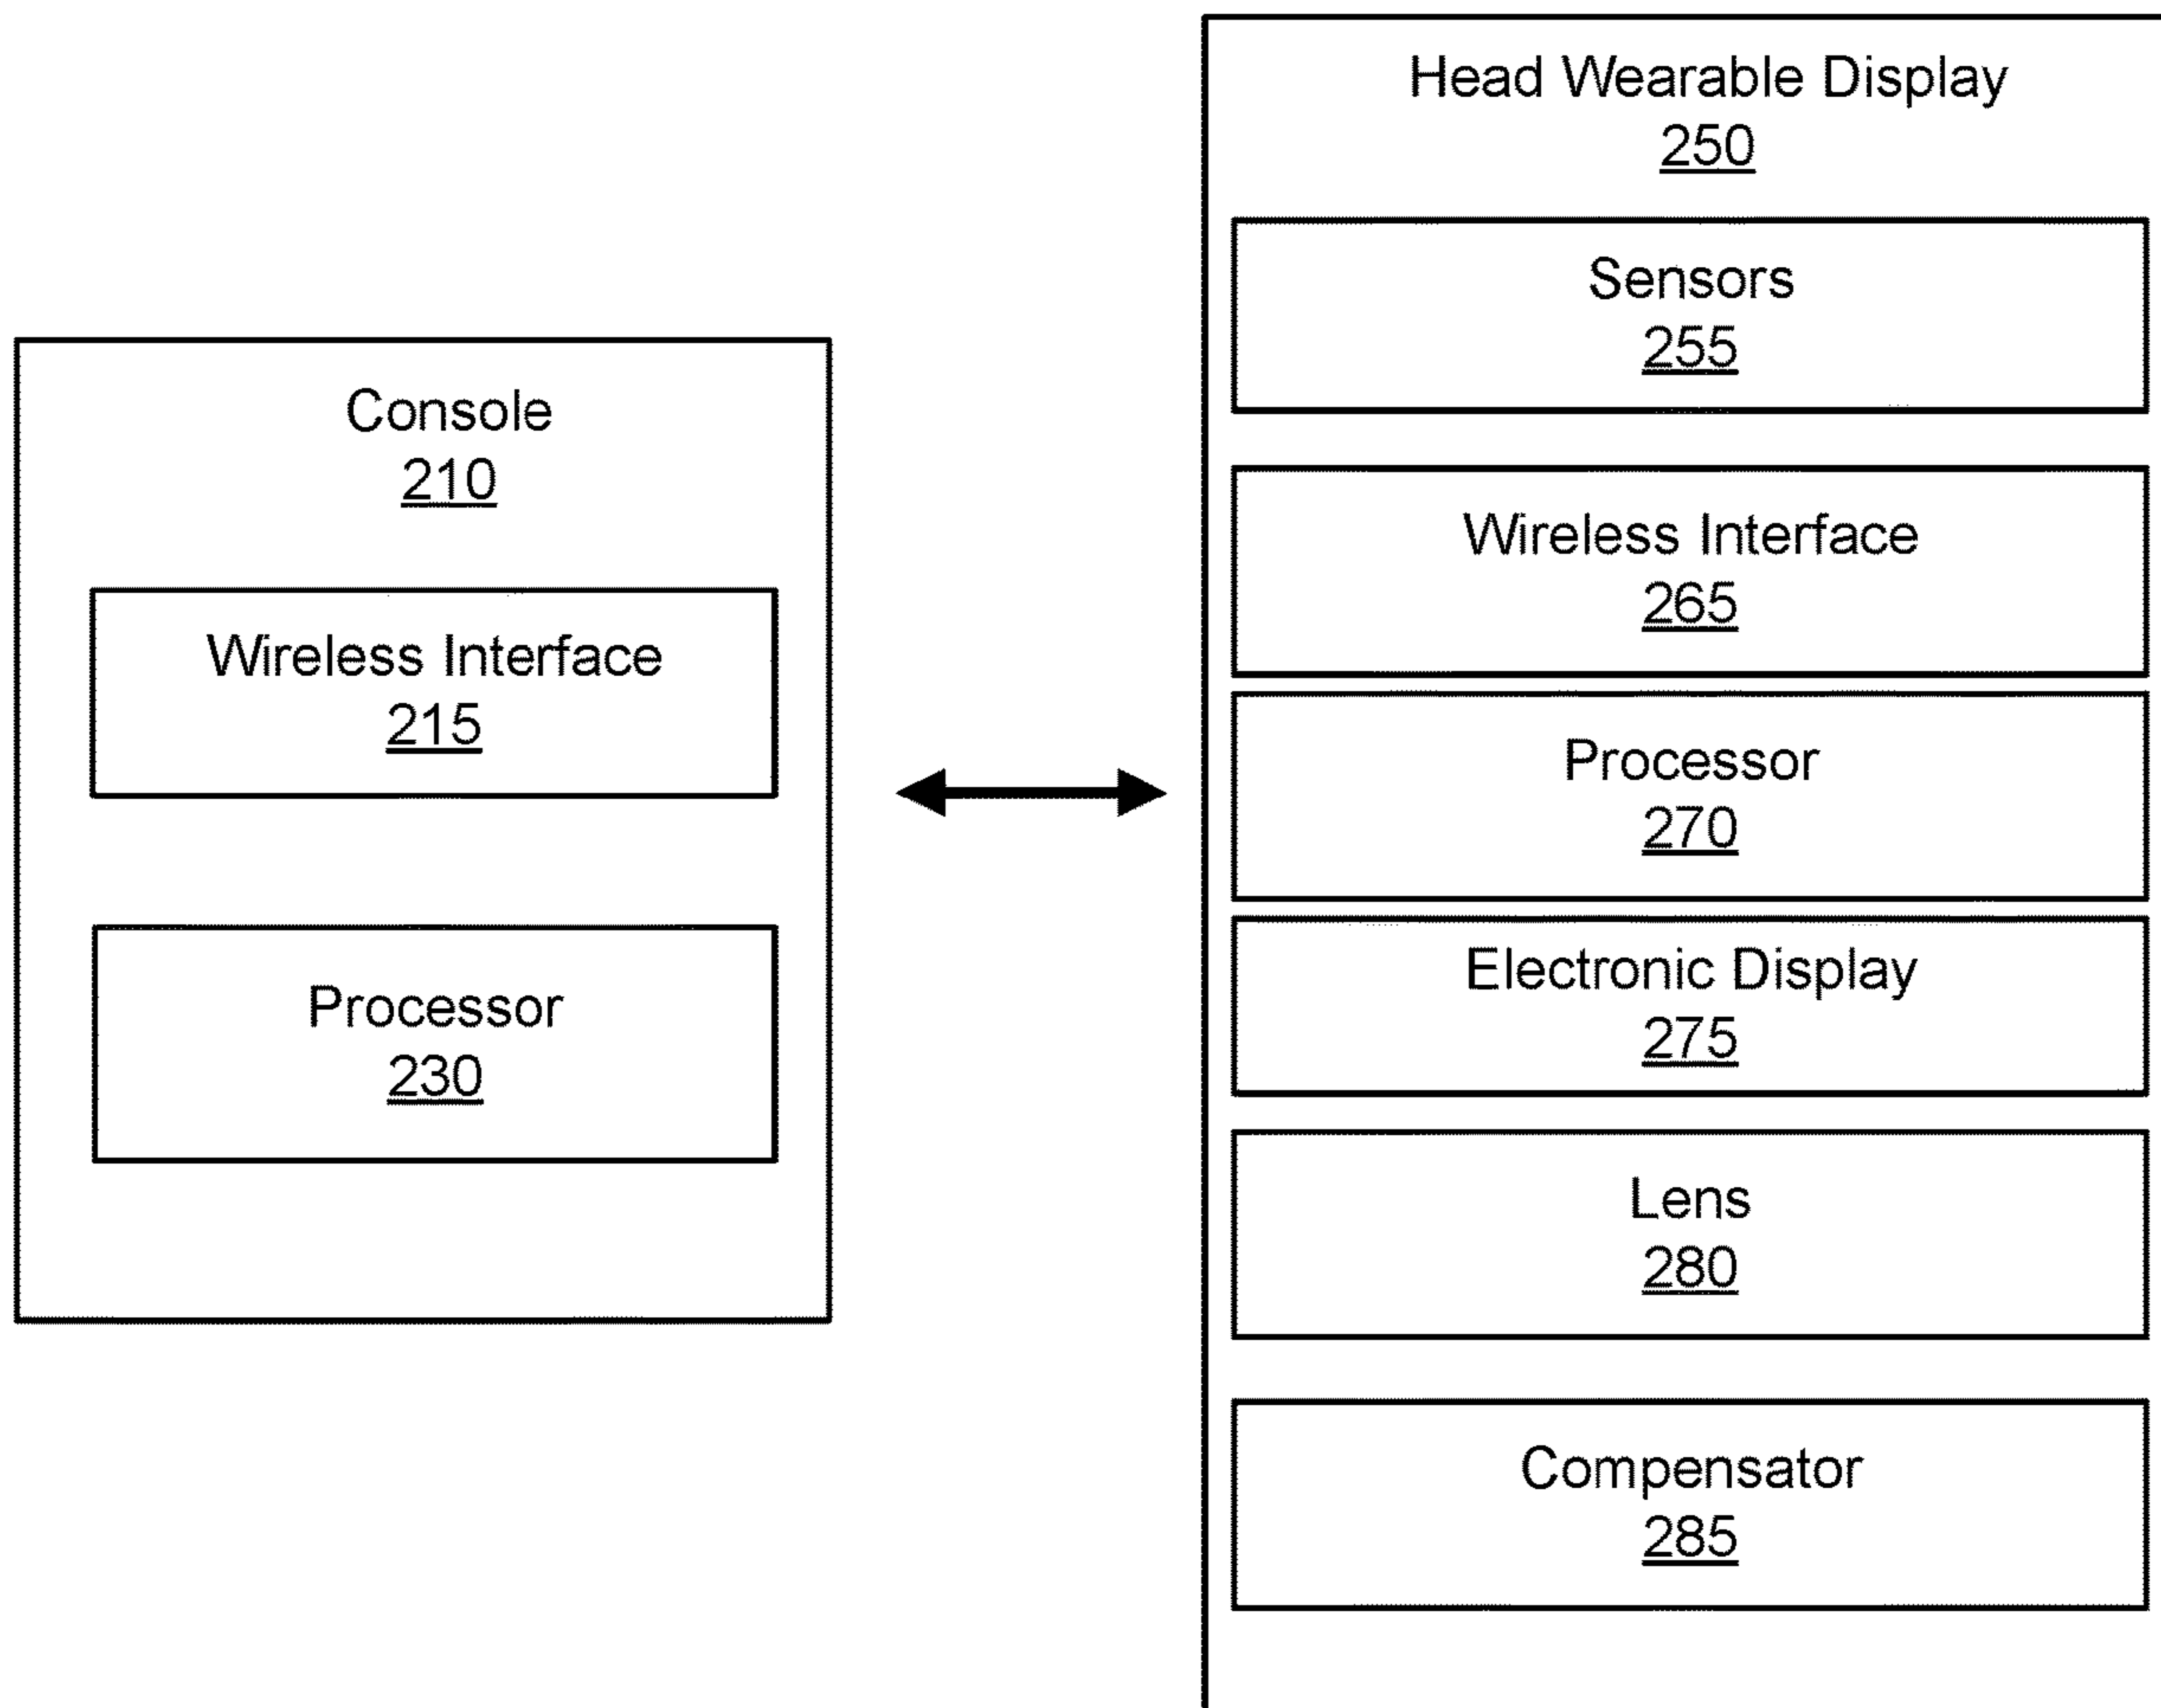 Console
210
Wireless Interface
215
Processor
230
Head Wearable Display
250
Sensors
255
Wireless Interface
265
Processor
270
Electronic Display
275
Lens
280
Compensator
285